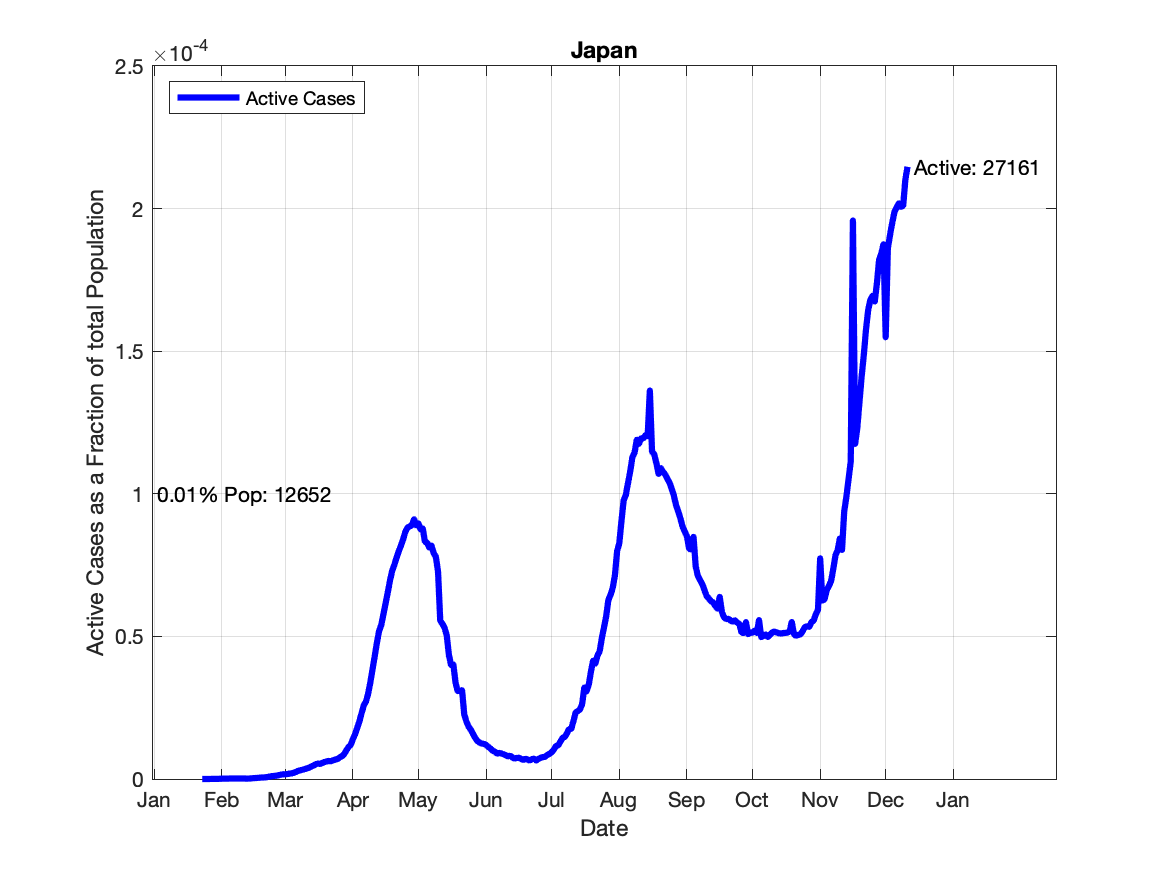 Japan
×10-4
2.5
2
1.5
1
0.5
0
Active Cases
Active: 27161
0.01% Pop: 12652
Active Cases as a Fraction of total Population
Jan Feb Mar Apr May Jun Jul Aug Sep Oct Nov Dec Jan
Date